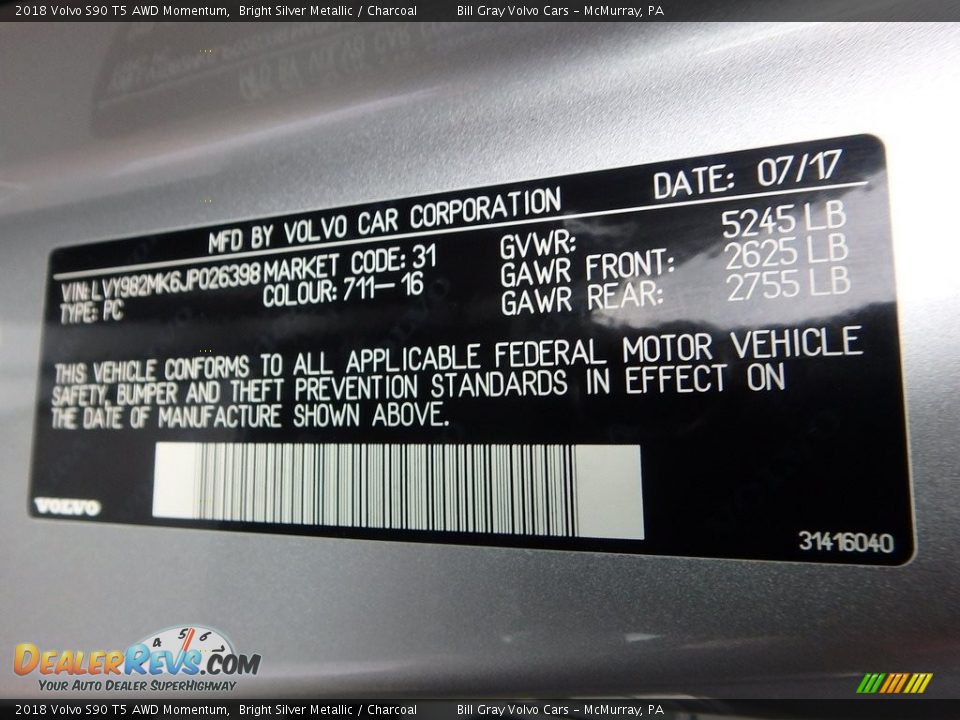 2018 Volvo S90 T5 AWD Momentum, Bright Silver Metallic / Charcoal Bill Gray Volvo Cars - McMurray, PA
MFD BY VOLVO CAR CORPORATION DATE: 07/17
VIN: LVY982MK6JP026398 MARKET CODE: 31 GVWR: 5245 LB
TYPE: PC COLOUR: 711-16 GAWR FRONT: 2625 LB
GAWR REAR: 2755 LB
THIS VEHICLE CONFORMS TO ALL APPLICABLE FEDERAL MOTOR VEHICLE
SAFETY, BUMPER AND THEFT PREVENTION STANDARDS IN EFFECT ON
THE DATE OF MANUFACTURE SHOWN ABOVE.
VOLVO
31416040
4 5 6
DealerRevs.com
Your Auto Dealer SuperHighway
2018 Volvo S90 T5 AWD Momentum, Bright Silver Metallic / Charcoal Bill Gray Volvo Cars - McMurray, PA